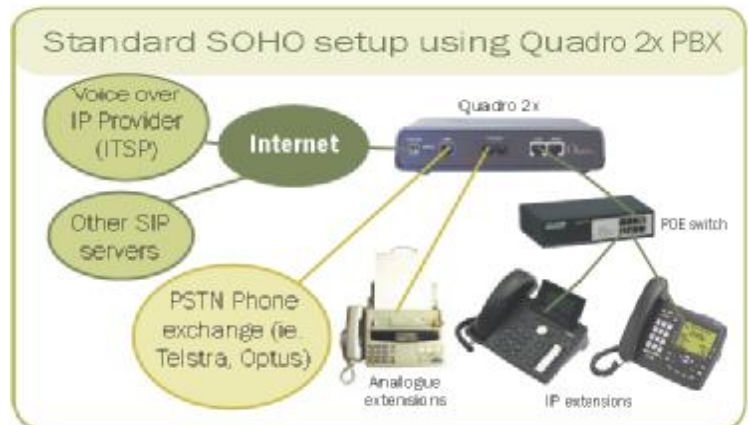 Standard SOHO setup using Quadro 2x PBX
Voice over
IP Provider
(ITSP)
Internet
Quadro 2x
Other SIP
servers
POE switch
PSTN Phone
exchange (ie.
Telstra, Optus)
Analogue
extensions
IP extensions